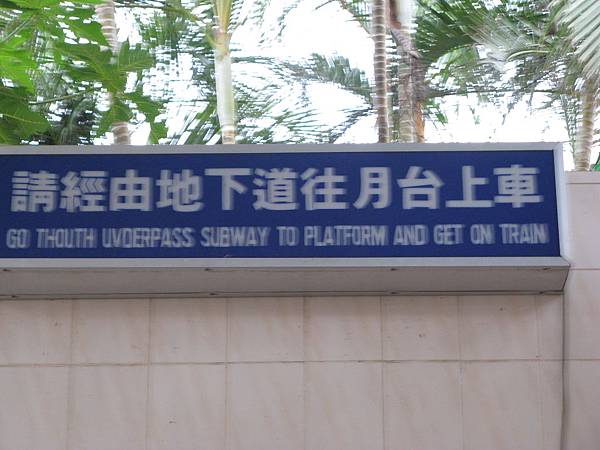 請經由地下道往月台上車
GO THOUTH UVDERPASS SUBWAY TO PLATFORM AND GET ON TRAIN